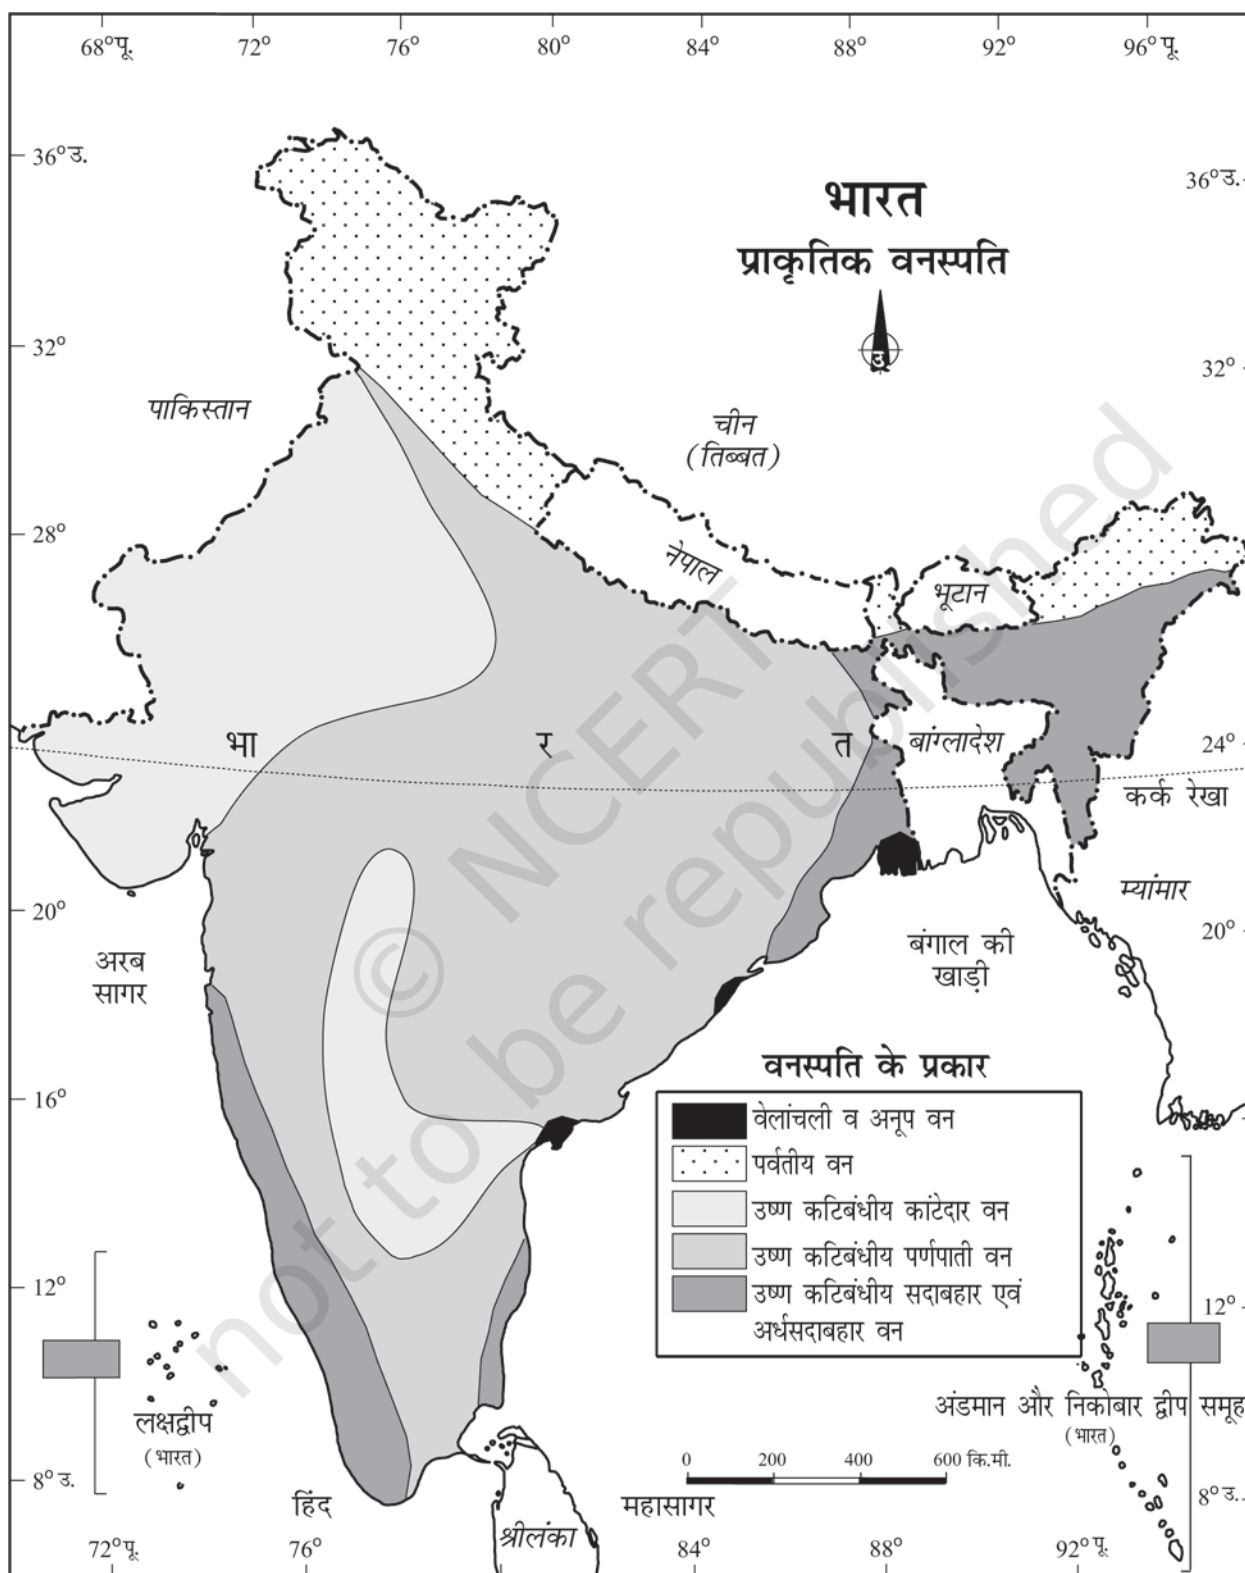 68°पू. 72° 76° 80° 84° 88° 92° 96°पू.
36°उ.
36°उ.
भारत
प्राकृतिक वनस्पति
उ
32°
32°
पाकिस्तान
चीन
(तिब्बत)
28°
नेपाल
भूटान
भा र त
बांग्लादेश
24°
कर्क रेखा
म्यांमार
20°
20°
अरब
सागर
बंगाल की
खाड़ी
© NCERT
not to be republished
16°
वनस्पति के प्रकार
वेलांचली व अनूप वन
पर्वतीय वन
उष्ण कटिबंधीय कांटेदार वन
उष्ण कटिबंधीय पर्णपाती वन
उष्ण कटिबंधीय सदाबहार एवं
अर्धसदाबहार वन
12°
12°
लक्षद्वीप
(भारत)
अंडमान और निकोबार द्वीप समूह
(भारत)
0 200 400 600 कि.मी.
8° उ.
8° उ.
हिंद महासागर
श्रीलंका
72°पू. 76° 84° 88° 92°पू.